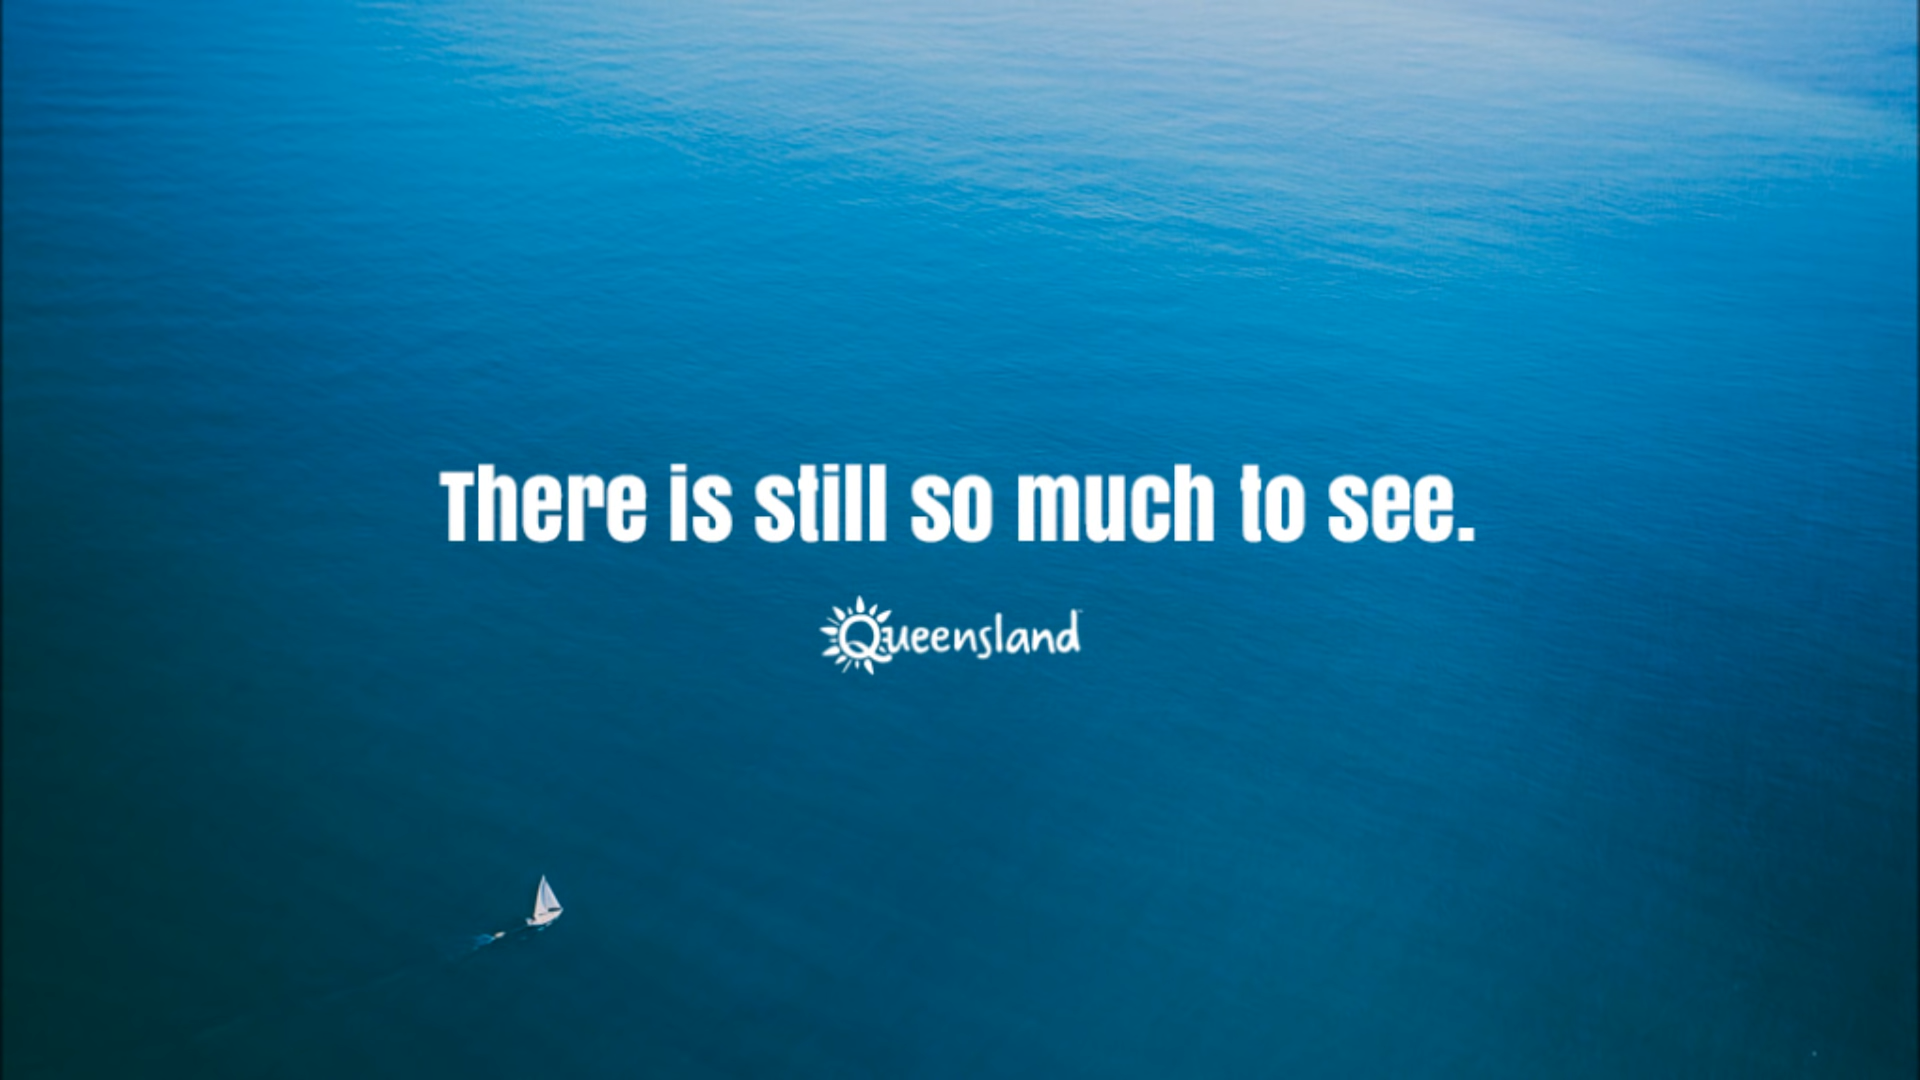 There is still so much to see.
Queensland